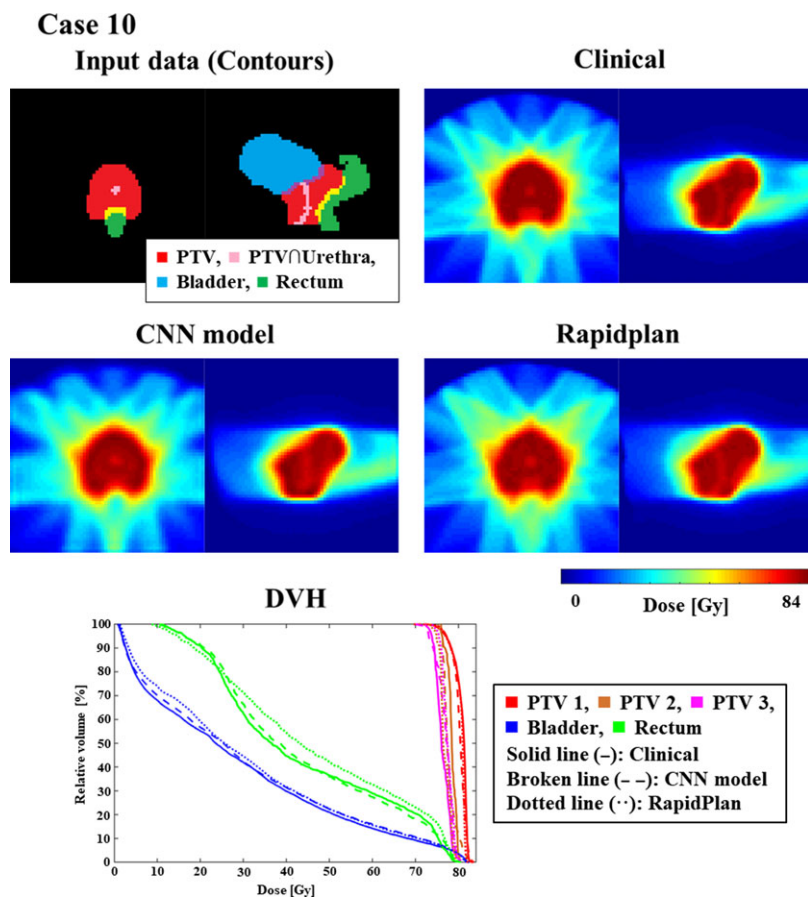 Case 10
Input data (Contours)
Clinical
PTV, PTV∩Urethra,
Bladder, Rectum
CNN model
Rapidplan
0 Dose [Gy] 84
DVH
Relative volume [%]
100
90
80
70
60
50
40
30
20
10
0
0 10 20 30 40 50 60 70 80
Dose [Gy]
PTV 1, PTV 2, PTV 3,
Bladder, Rectum
Solid line (–): Clinical
Broken line (– –): CNN model
Dotted line (··): RapidPlan